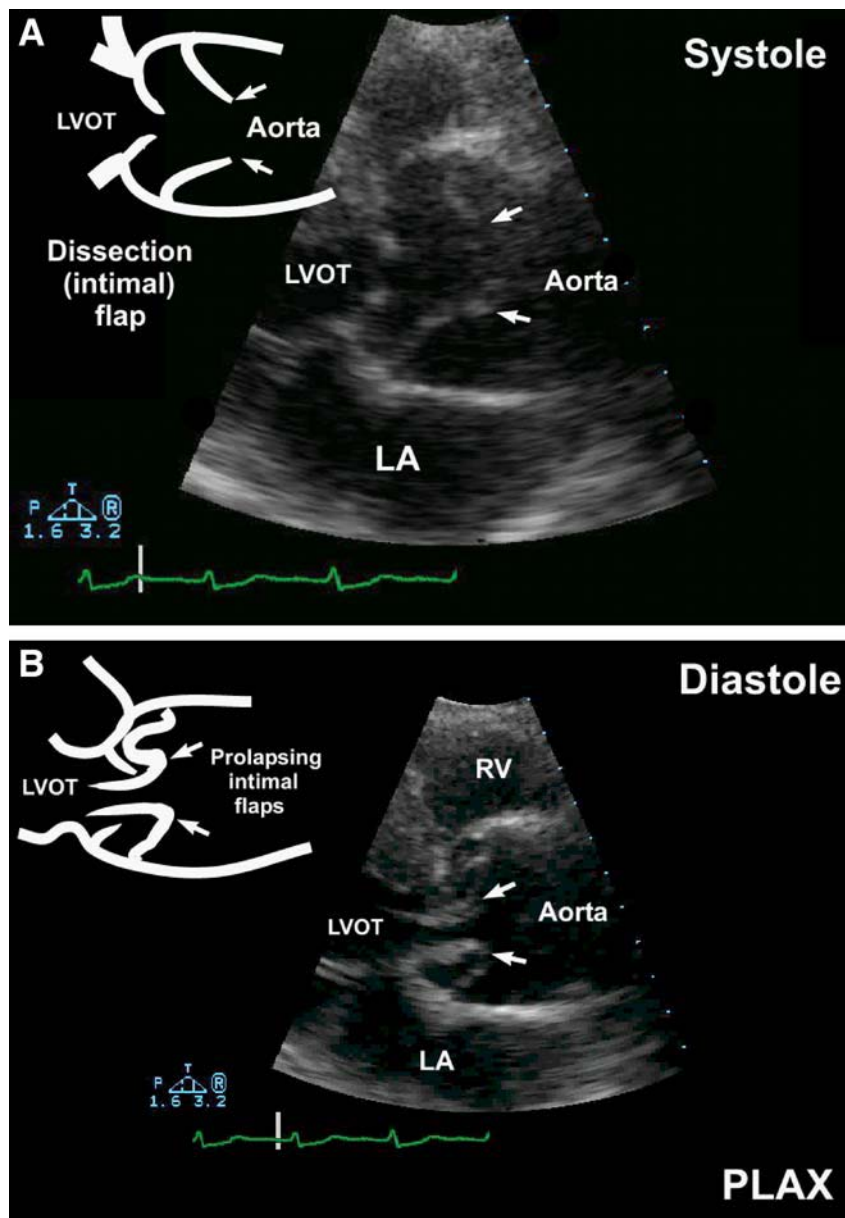 A
Systole
LVOT
Aorta
Dissection
(intimal)
flap
LVOT
Aorta
LA
T
P R
1.6 3.2
B
Diastole
RV
LVOT
Prolapsing
intimal
flaps
Aorta
LVOT
LA
T
P R
1.6 3.2
PLAX